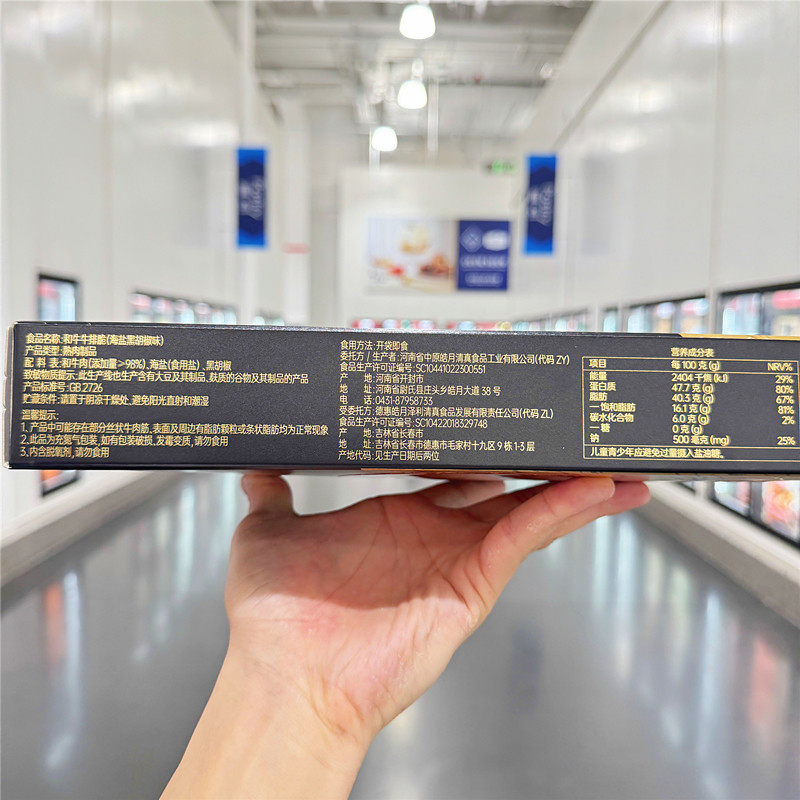 食品名称: 和牛牛排脆(海盐黑胡椒味)
产品类型: 熟肉制品
配 料 表: 和牛肉(添加量>98%)、海盐(食用盐)、黑胡椒
致敏物质提示: 此生产线也生产含有大豆及其制品、麸质的谷物及其制品的产品
产品标准号: GB 2726
贮藏条件: 请置于阴凉干燥处, 避免阳光直射和潮湿
温馨提示:
1、产品中可能存在部分丝状牛肉筋, 表面及周边有脂肪颗粒或条状脂肪均为正常现象
2、此品为充氮气包装, 如有包装破损, 发霉变质, 请勿食用
3、内含脱氧剂, 请勿食用
食用方法: 开袋即食
委托方 / 生产者: 河南省中原皓月清真食品工业有限公司(代码 ZY)
食品生产许可证编号: SC10441022300551
产 地: 河南省开封市
地 址: 河南省尉氏县庄头乡皓月大道 38 号
电 话: 0431-87958733
受委托方: 德惠皓月泽利清真食品发展有限责任公司(代码 ZL)
食品生产许可证编号: SC10422018329748
产 地: 吉林省长春市
地 址: 吉林省长春市德惠市毛家村十九区 9 栋 1-3 层
产地代码: 见生产日期后两位
营养成分表
项目 每 100 克 (g) NRV%
能量 2404 千焦 (kJ) 29%
蛋白质 47.7 克 (g) 80%
脂肪 40.3 克 (g) 67%
一饱和脂肪 16.1 克 (g) 81%
碳水化合物 6.0 克 (g) 2%
一糖 0 克 (g)
钠 500 毫克 (mg) 25%
儿童青少年应避免过量摄入盐油糖。